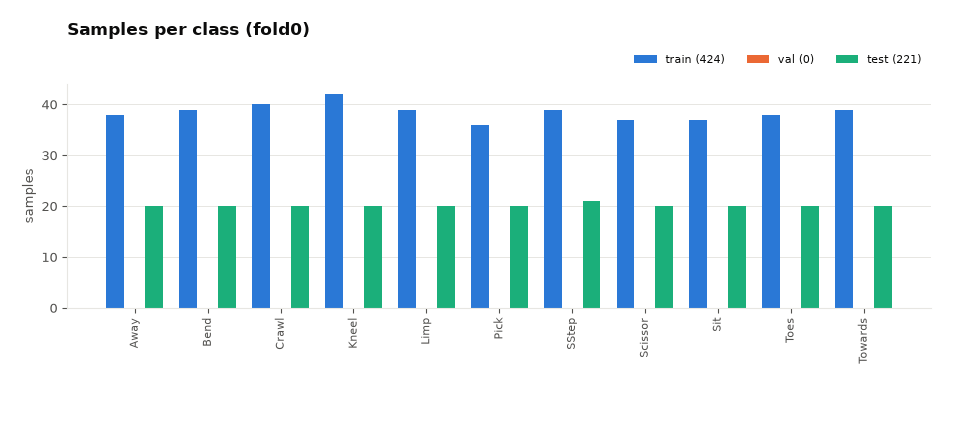 Samples per class (fold0)
train (424) val (0) test (221)
samples
40
30
20
10
0
Away Bend Crawl Kneel Limp Pick SStep Scissor Sit Toes Towards